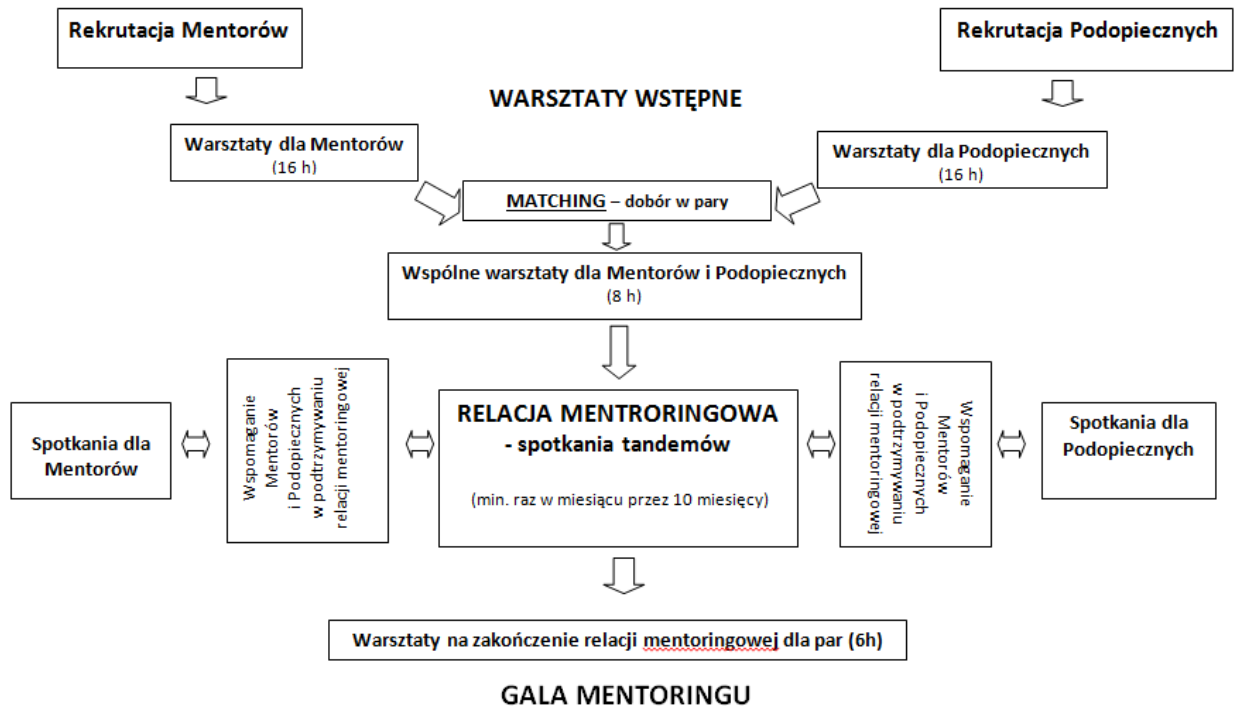 Rekrutacja Mentorów
Rekrutacja Podopiecznych
WARSZTATY WSTĘPNE
Warsztaty dla Mentorów
(16 h)
Warsztaty dla Podopiecznych
(16 h)
MATCHING – dobór w pary
Wspólne warsztaty dla Mentorów i Podopiecznych
(8 h)
Spotkania dla
Mentorów
Wspomaganie
Mentorów
i Podopiecznych
w podtrzymywaniu
relacji mentoringowej
RELACJA MENTRORINGOWA
- spotkania tandemów
(min. raz w miesiącu przez 10 miesięcy)
Wspomaganie
Mentorów
i Podopiecznych
w podtrzymywaniu
relacji mentoringowej
Spotkania dla
Podopiecznych
Warsztaty na zakończenie relacji mentoringowej dla par (6h)
GALA MENTORINGU